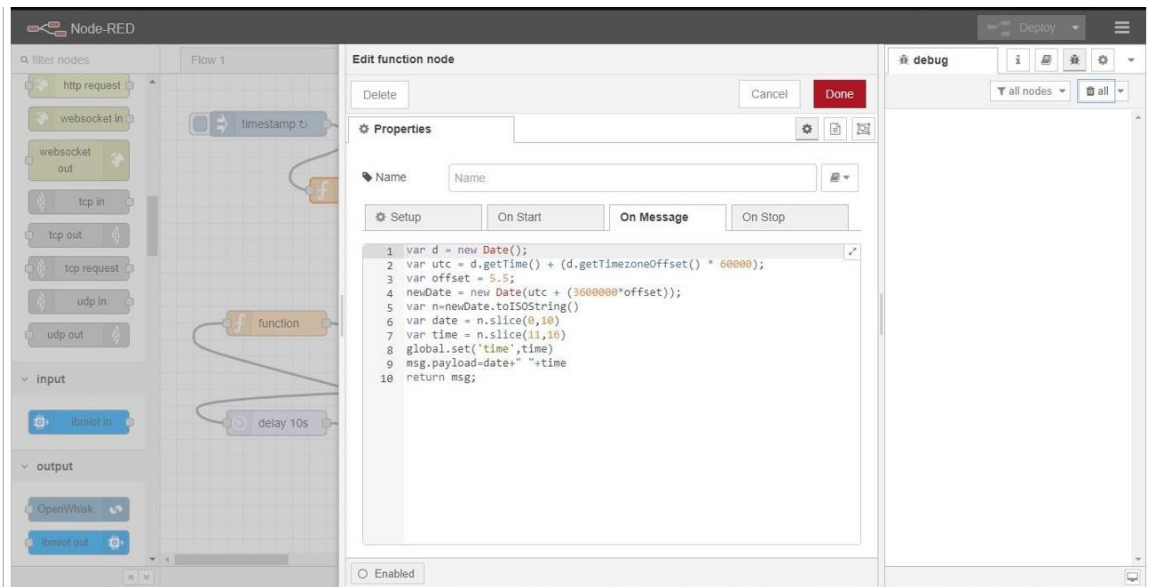 Node-RED
Deploy
filter nodes
Flow 1
Edit function node
debug
i
http request
Delete
Cancel
Done
all nodes
all
websocket in
timestamp ↻
Properties
websocket
out
Name
Name
f
tcp in
Setup
On Start
On Message
On Stop
tcp out
1 var d = new Date();
2 var utc = d.getTime() + (d.getTimezoneOffset() * 60000);
3 var offset = 5.5;
4 newDate = new Date(utc + (3600000*offset));
5 var n=newDate.toISOString()
6 var date = n.slice(0,10)
7 var time = n.slice(11,16)
8 global.set('time',time)
9 msg.payload=date+" "+time
10 return msg;
tcp request
udp in
f function
udp out
input
ibmiot in
delay 10s
output
OpenWhisk
ibmiot out
Enabled